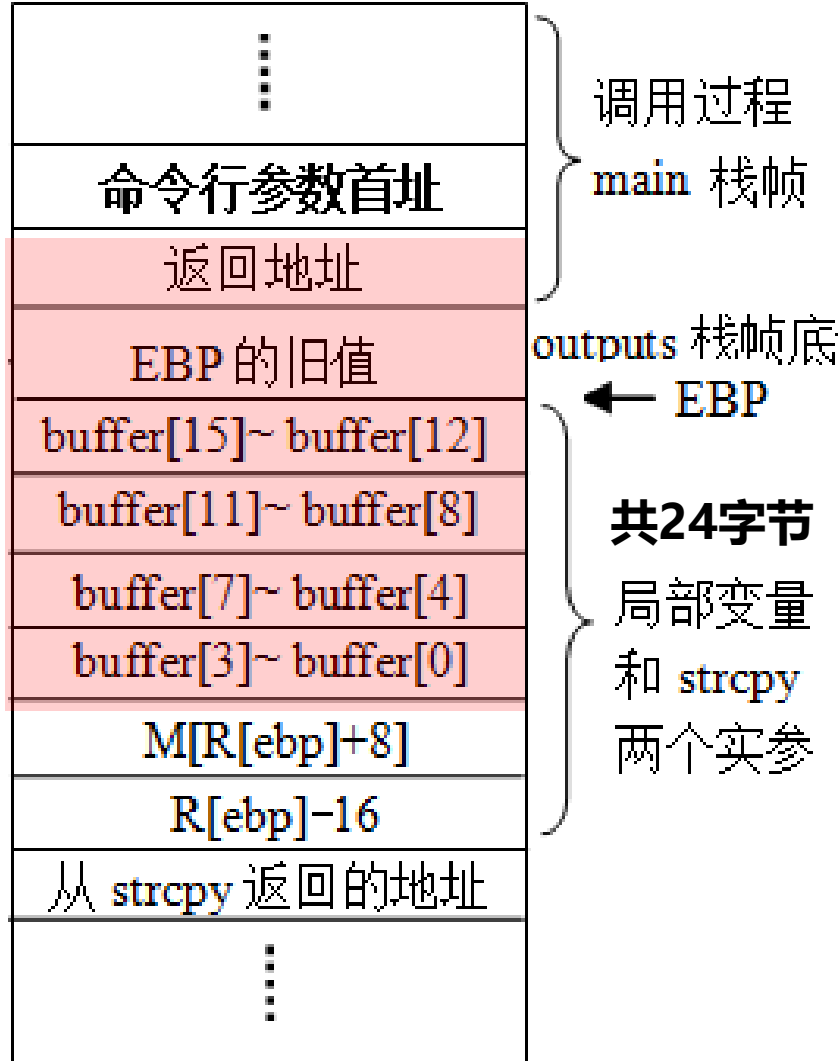 调用过程
main 栈帧
命令行参数首址
返回地址
outputs 栈帧底
EBP 的旧值
EBP
buffer[15]~ buffer[12]
buffer[11]~ buffer[8]
共24字节
buffer[7]~ buffer[4]
局部变量
buffer[3]~ buffer[0]
和 strcpy
M[R[ebp]+8]
两个实参
R[ebp]−16
从 strcpy 返回的地址